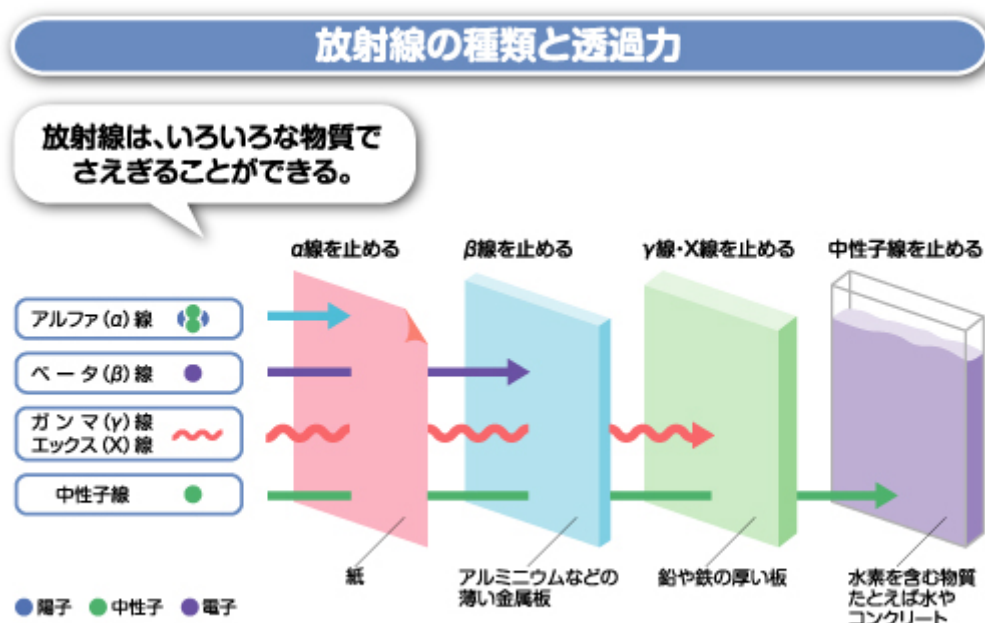 放射線の種類と透過力
放射線は、いろいろな物質で
さえぎることができる。
α線を止める
β線を止める
γ線・X線を止める
中性子線を止める
アルファ(α)線
ベータ(β)線
ガンマ(γ)線
エックス(X)線
中性子線
紙
アルミニウムなどの
薄い金属板
鉛や鉄の厚い板
水素を含む物質
たとえば水や
コンクリート
陽子
中性子
電子